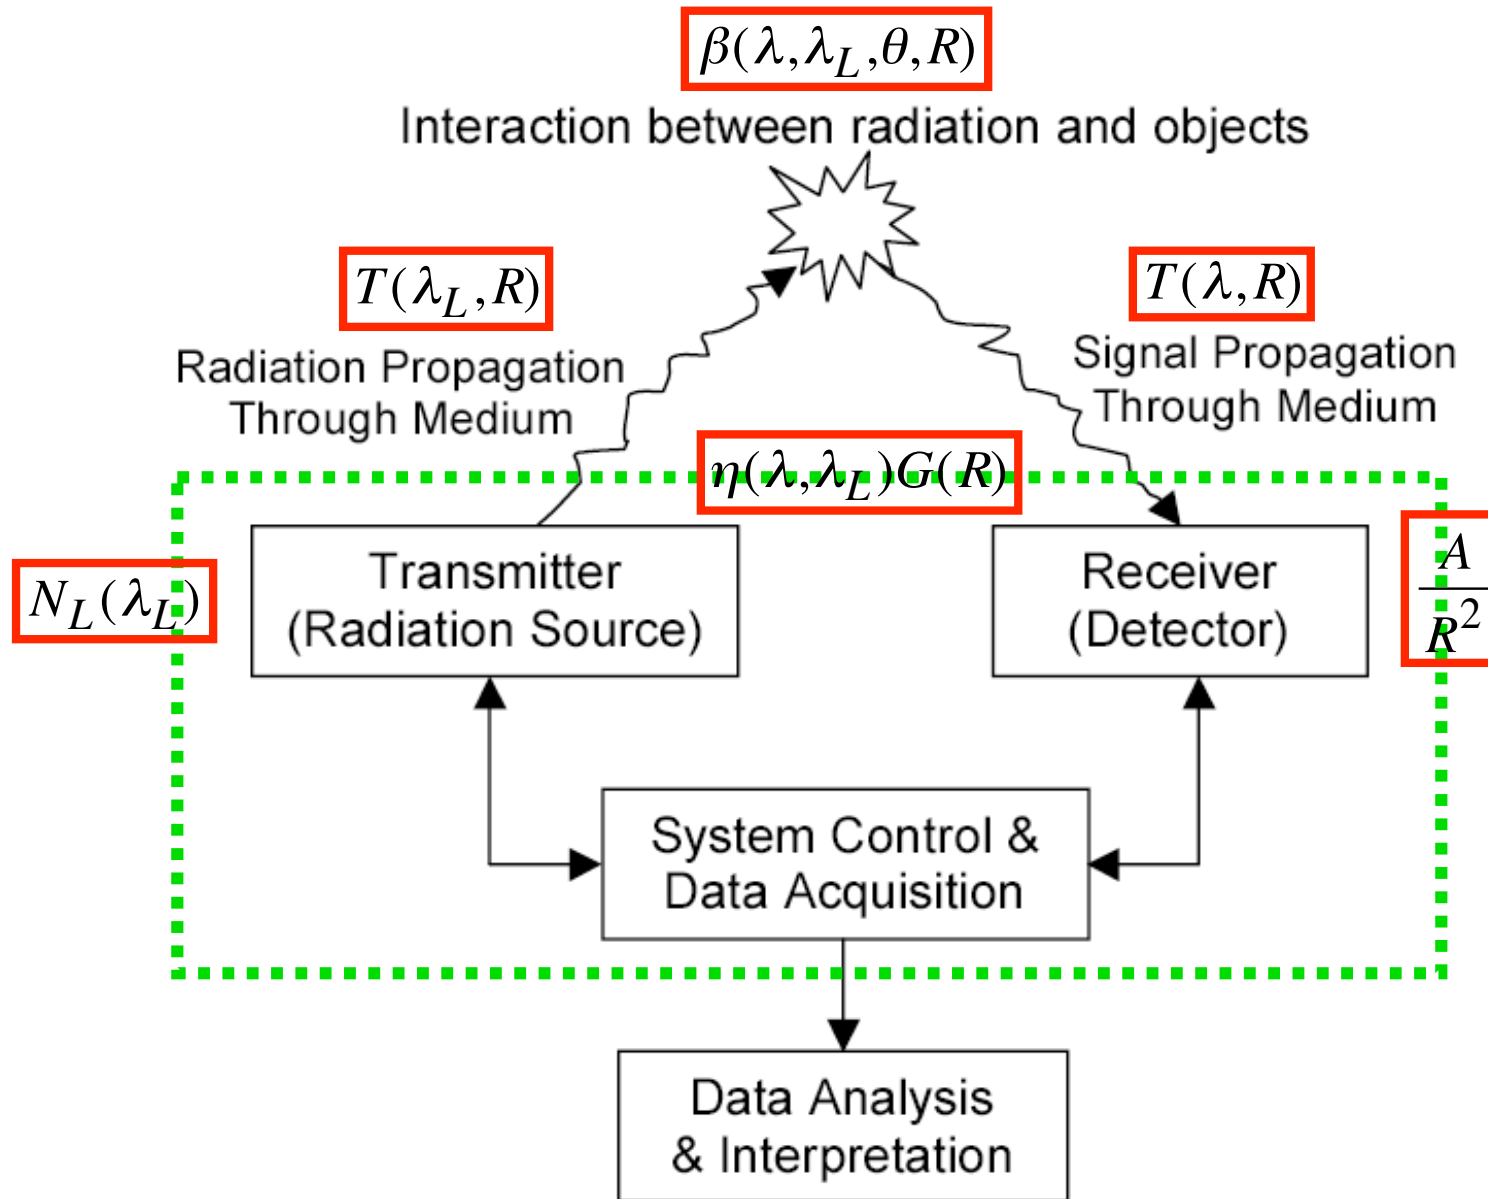 β(λ,λ_L,θ,R)
Interaction between radiation and objects
T(λ_L,R)
Radiation Propagation
Through Medium
T(λ,R)
Signal Propagation
Through Medium
η(λ,λ_L)G(R)
N_L(λ_L)
Transmitter
(Radiation Source)
Receiver
(Detector)
A
R²
System Control &
Data Acquisition
Data Analysis
& Interpretation